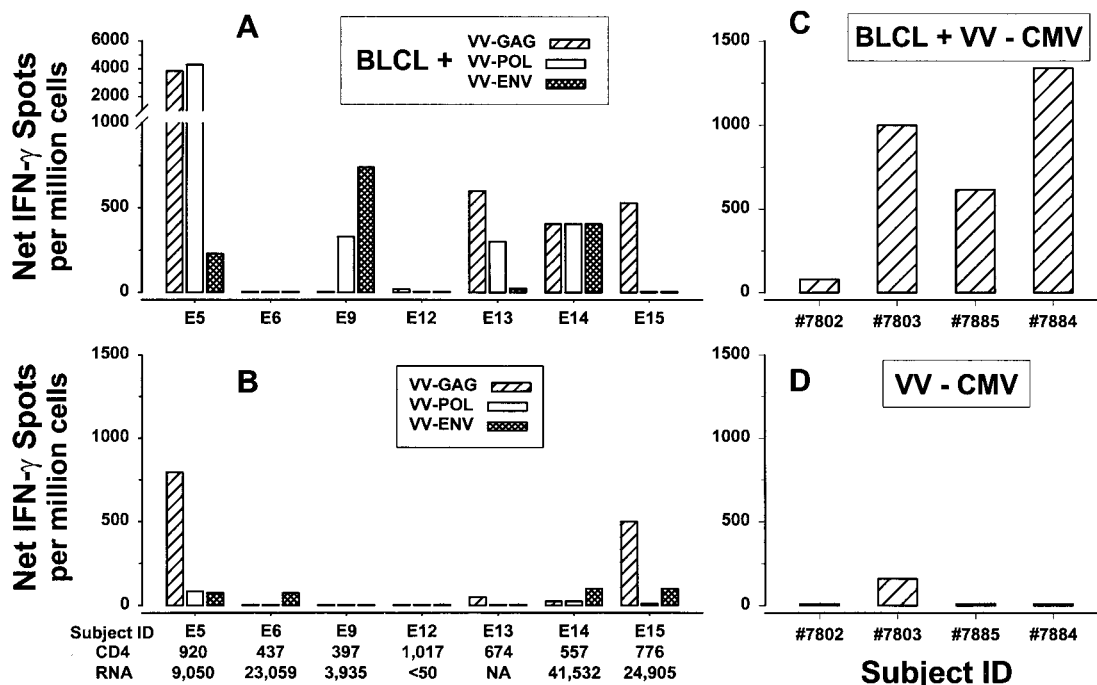 A
BLCL +
VV-GAG
VV-POL
VV-ENV
Net IFN-γ Spots
per million cells
6000
4000
2000
1000
500
0
E5 E6 E9 E12 E13 E14 E15
C
BLCL + VV - CMV
1500
1000
500
0
#7802 #7803 #7885 #7884
B
VV-GAG
VV-POL
VV-ENV
Net IFN-γ Spots
per million cells
1500
1000
500
0
Subject ID E5 E6 E9 E12 E13 E14 E15
CD4 920 437 397 1,017 674 557 776
RNA 9,050 23,059 3,935 <50 NA 41,532 24,905
D
VV - CMV
1500
1000
500
0
#7802 #7803 #7885 #7884
Subject ID